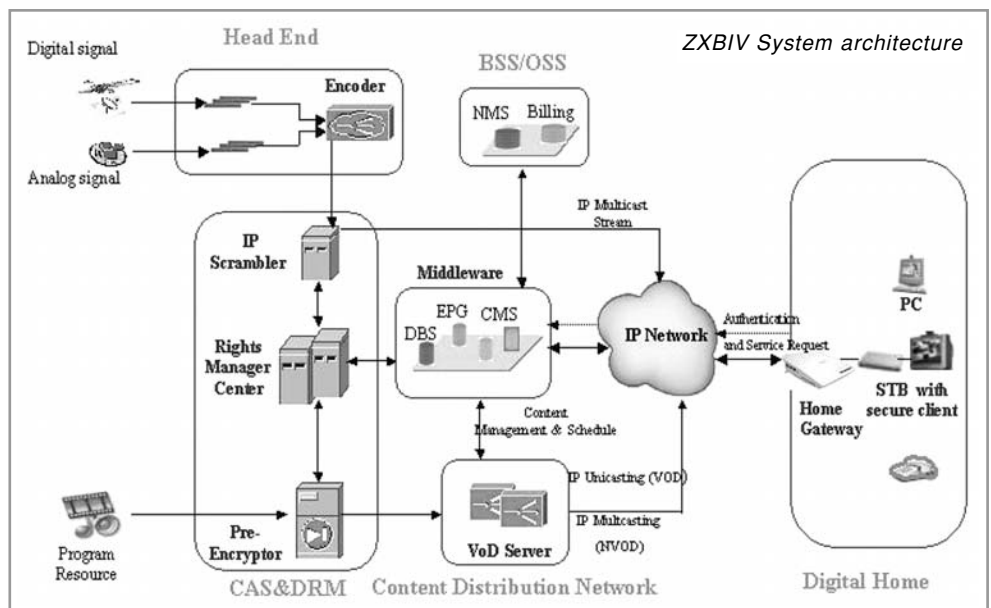 Head End
ZXBIV System architecture
Digital signal
BSS/OSS
Encoder
NMS
Billing
Analog signal
IP Multicast
Stream
IP
Scrambler
Middleware
PC
EPG
CMS
DBS
IP Network
Authentication
and Service Request
Rights
Manager
Center
STB with
secure client
Home
Gateway
Content
Management & Schedule
IP Unicasting (VOD)
IP Multcasting
(NVOD)
Pre-
Encryptor
VoD Server
Program
Resource
CAS&DRM
Content Distribution Network
Digital Home